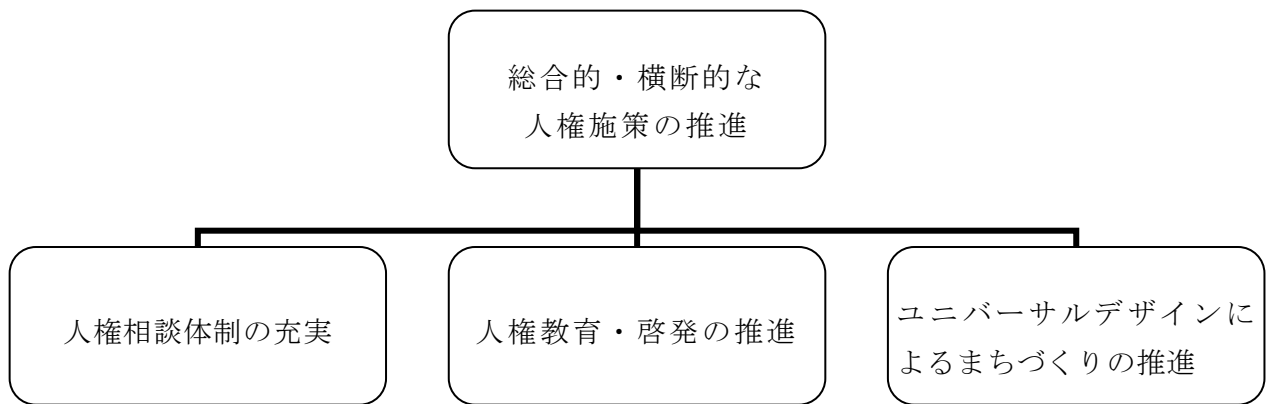 総合的・横断的な
人権施策の推進
人権相談体制の充実
人権教育・啓発の推進
ユニバーサルデザインに
よるまちづくりの推進